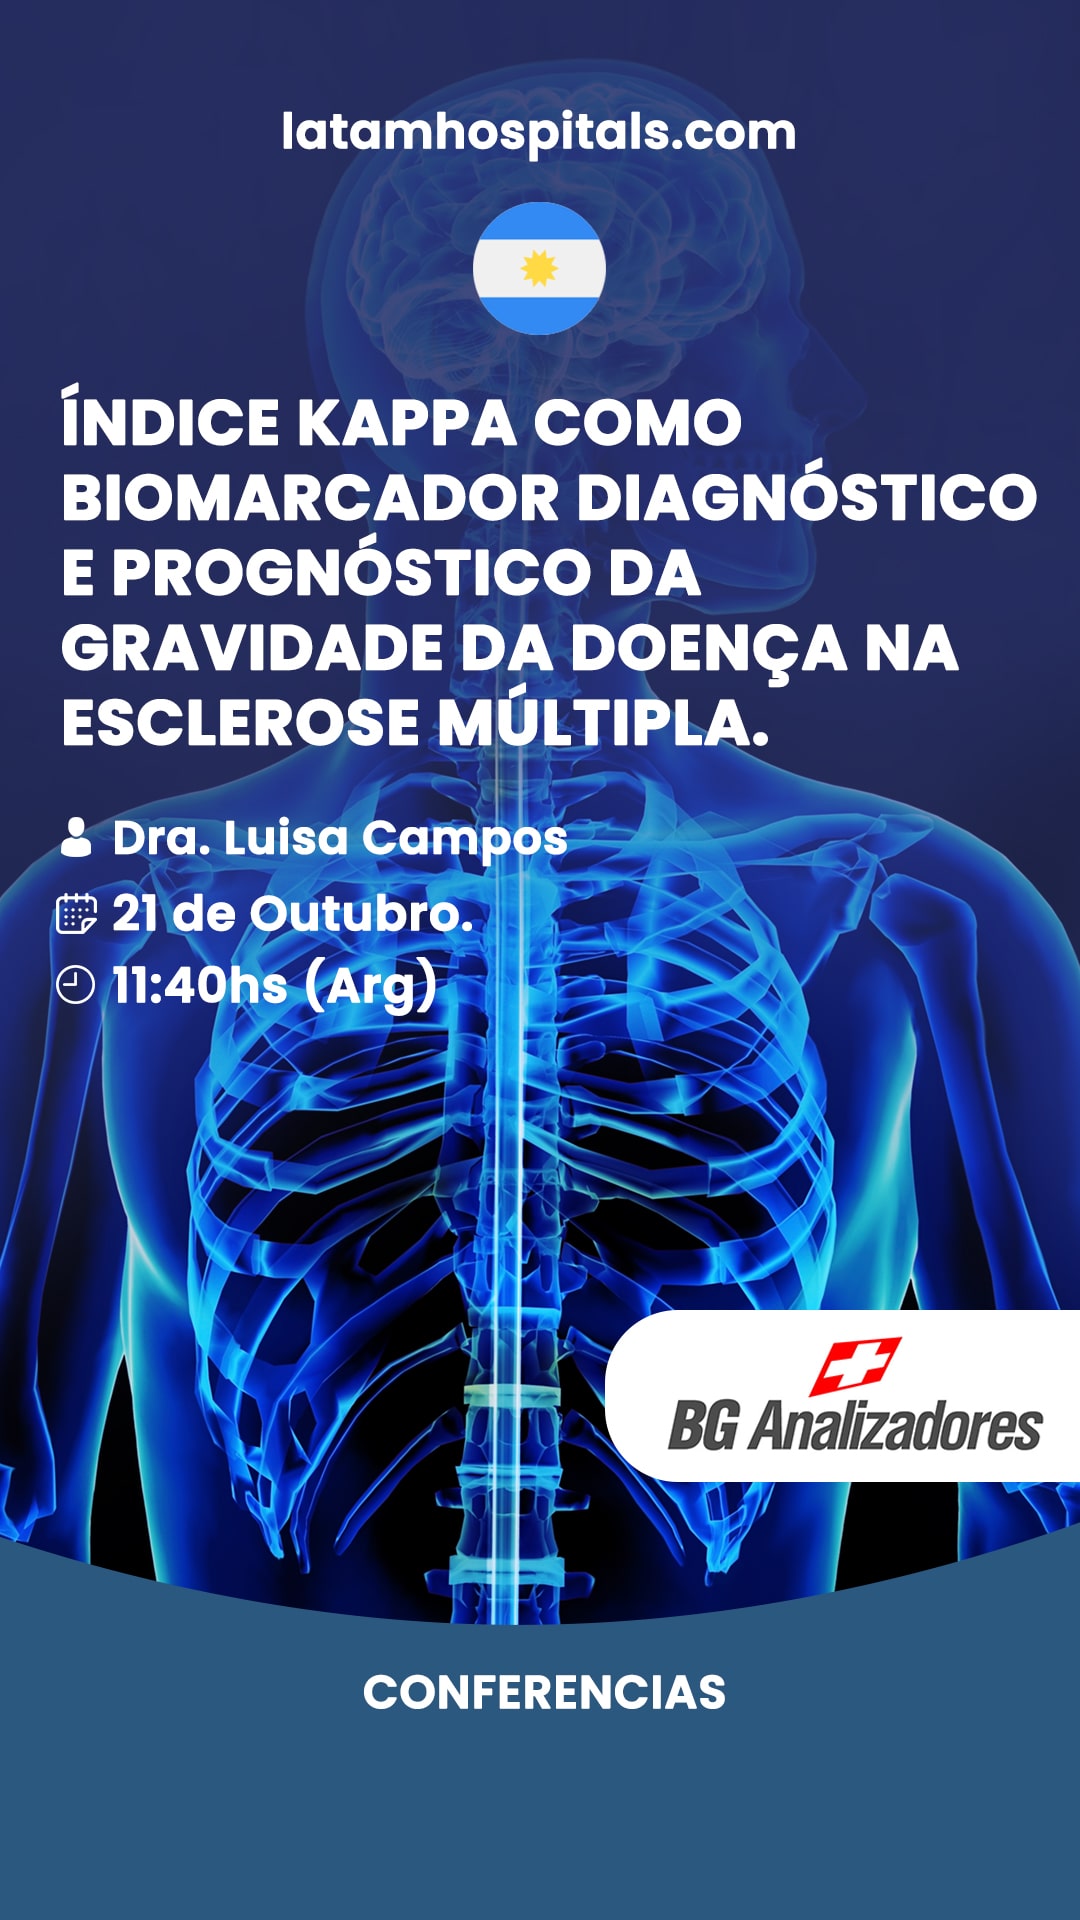 latamhospitals.com
ÍNDICE KAPPA COMO
BIOMARCADOR DIAGNÓSTICO
E PROGNÓSTICO DA
GRAVIDADE DA DOENÇA NA
ESCLEROSE MÚLTIPLA.
Dra. Luisa Campos
21 de Outubro.
11:40hs (Arg)
BG Analizadores
CONFERENCIAS